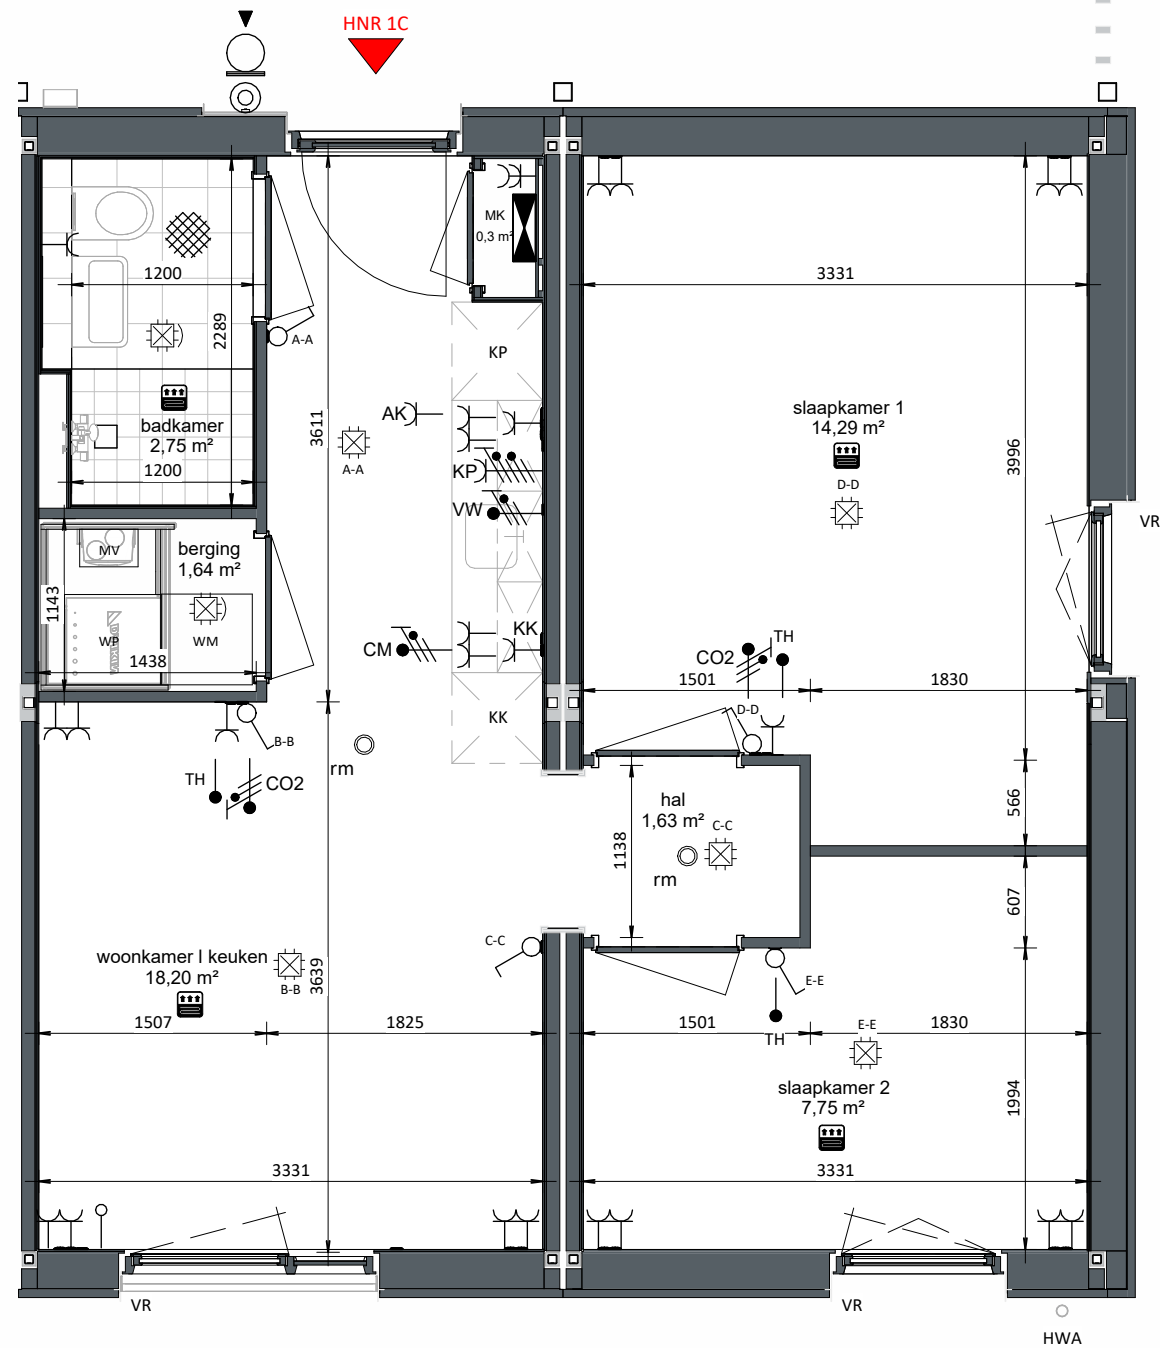 HNR 1C
MK
0,3 m²
1200
3331
2289
A-A
KP
3611
AK
A-A
badkamer
2,75 m²
slaapkamer 1
14,29 m²
3996
1200
KP
D-D
VW
VR
MV
berging
1,64 m²
1143
WP
WM
1438
CM
KK
CO2
TH
1501
1830
KK
D-D
B-B
rm
TH
CO2
hal
1,63 m²
C-C
1138
rm
566
607
C-C
woonkamer I keuken
18,20 m²
B-B
3639
E-E
1507
1825
1501
1830
TH
E-E
slaapkamer 2
7,75 m²
1994
3331
3331
VR
VR
HWA